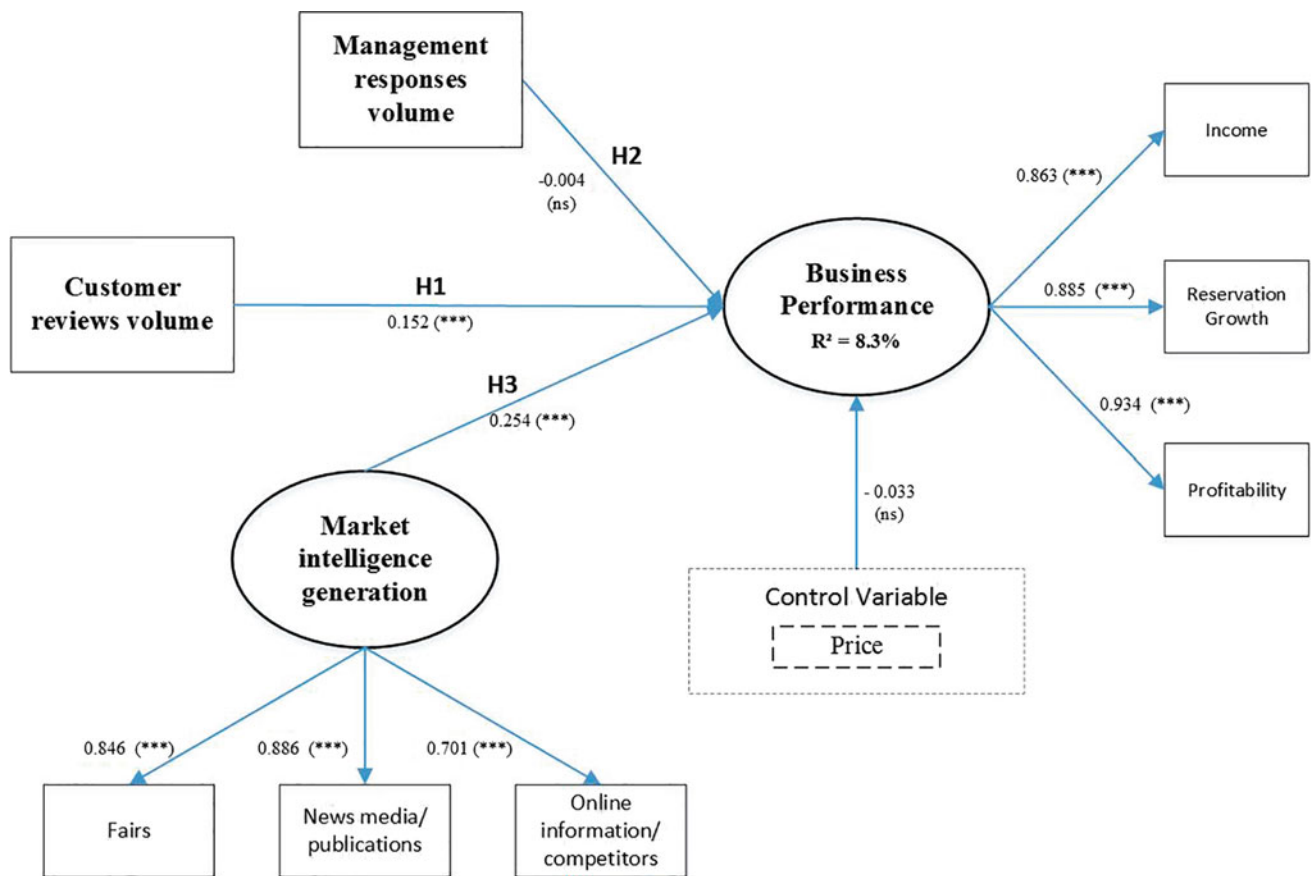 Management
responses
volume
H2
-0.004
(ns)
Income
0.863 (***)
Customer
reviews volume
H1
0.152 (***)
Business
Performance
R² = 8.3%
0.885 (***)
Reservation
Growth
H3
0.254 (***)
0.934 (***)
Profitability
- 0.033
(ns)
Market
intelligence
generation
Control Variable
Price
0.846 (***)
0.886 (***)
0.701 (***)
Fairs
News media/
publications
Online
information/
competitors